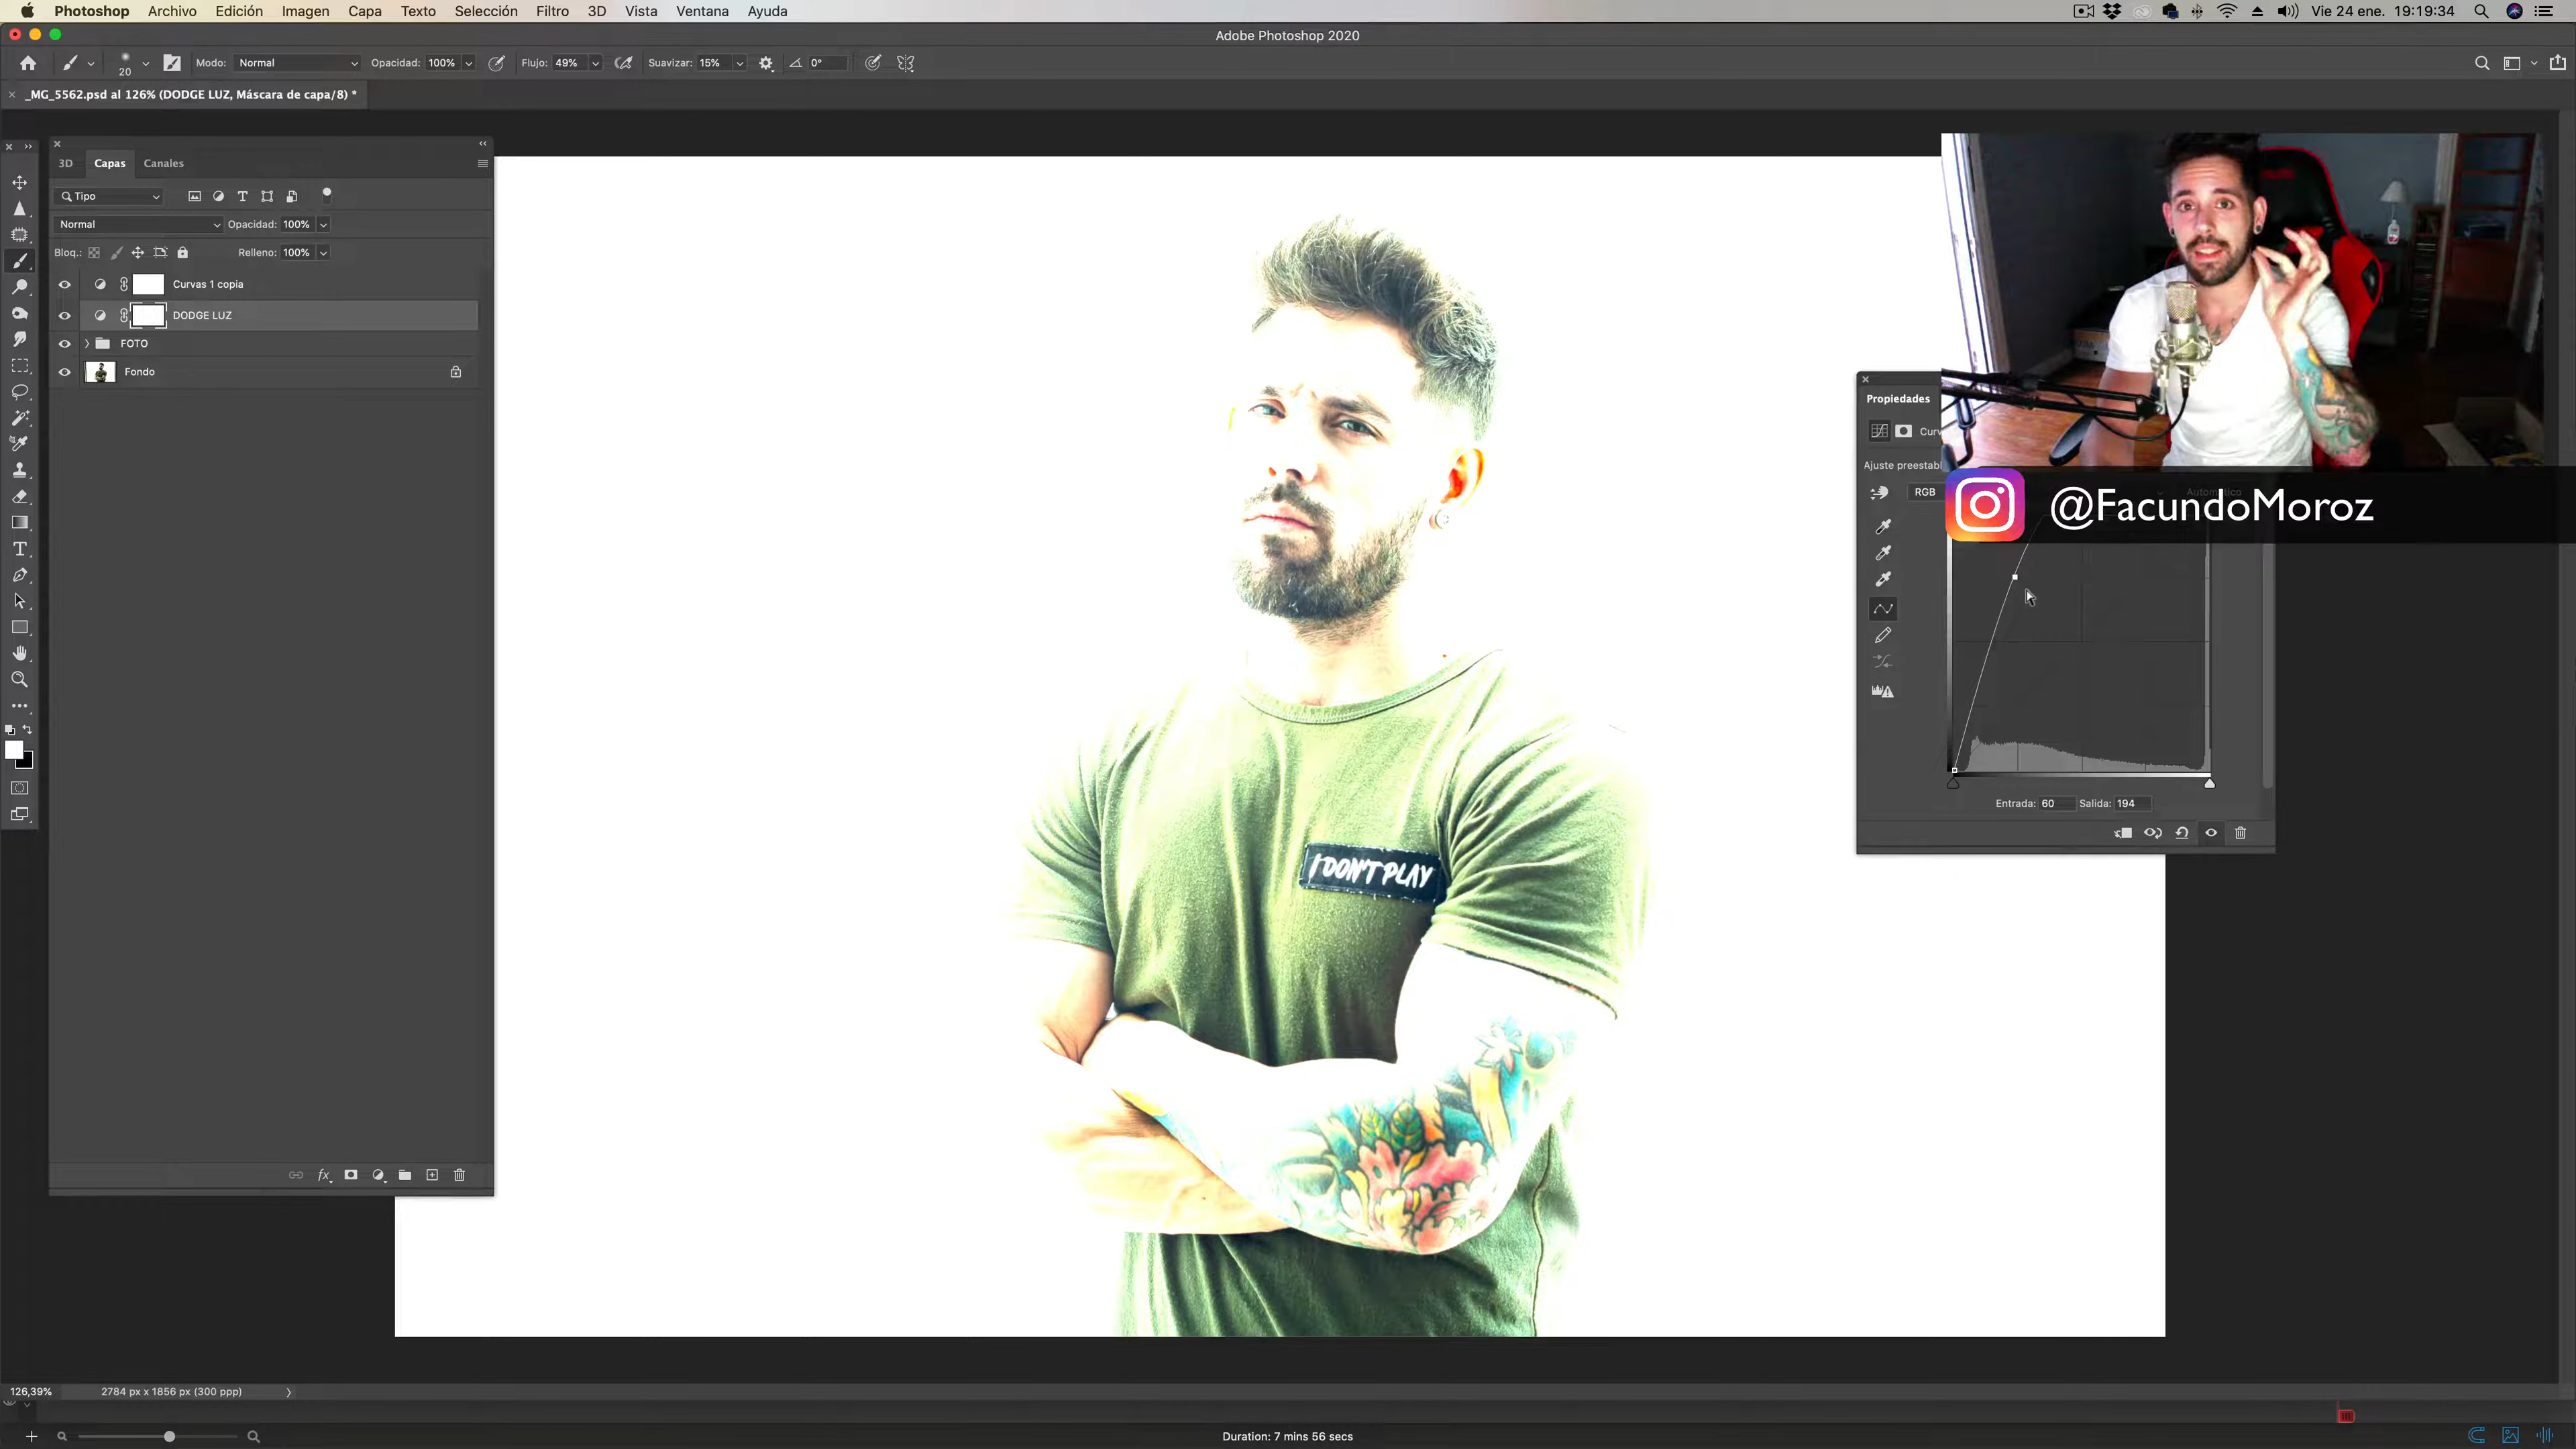 Photoshop Archivo Edición Imagen Capa Texto Selección Filtro 3D Vista Ventana Ayuda Vie 24 ene. 19:19:34
Adobe Photoshop 2020
20 Modo: Normal Opacidad: 100% Flujo: 49% Suavizar: 15% 0°
_MG_5562.psd al 126% (DODGE LUZ, Máscara de capa/8) *
3D Capas Canales
Tipo
Normal Opacidad: 100%
Bloq.: Relleno: 100%
Curvas 1 copia
DODGE LUZ
FOTO
Fondo
fx
Propiedades
Curv
Ajuste preestabl
RGB Automático
@FacundoMoroz
Entrada: 60 Salida: 194
I DON'T PLAY
126,39% 2784 px x 1856 px (300 ppp)
Duration: 7 mins 56 secs